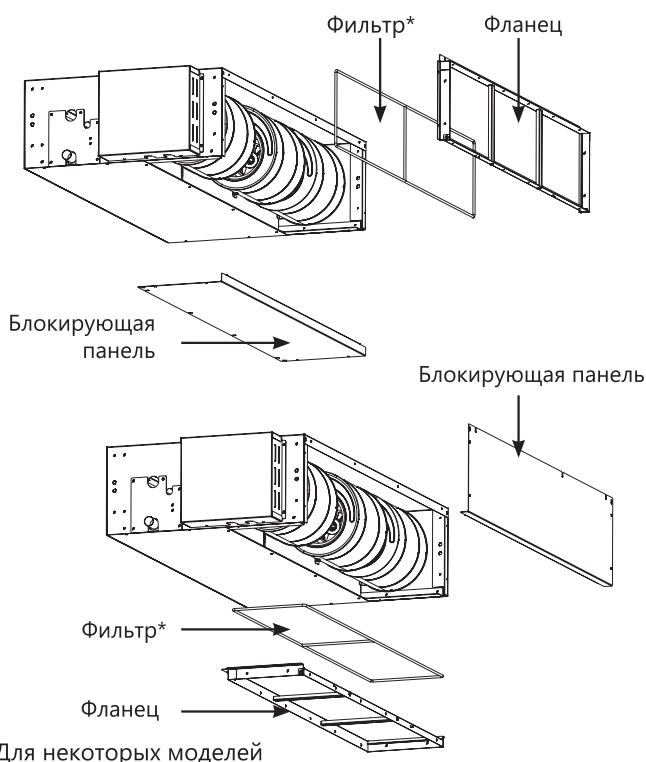 Фильтр*
Фланец
Блокирующая
панель
Блокирующая панель
Фильтр*
Фланец
Для некоторых моделей